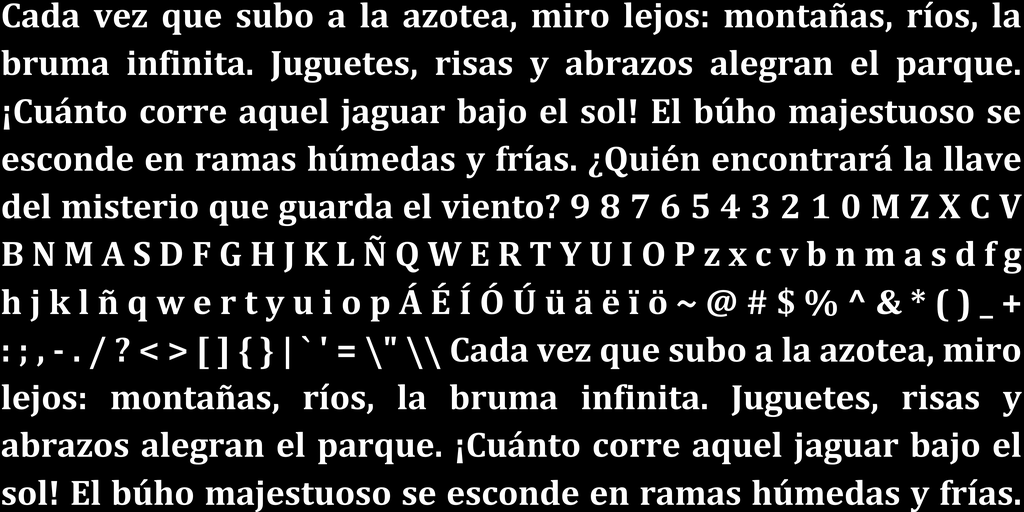 Cada vez que subo a la azotea, miro lejos: montañas, ríos, la
bruma infinita. Juguetes, risas y abrazos alegran el parque.
¡Cuánto corre aquel jaguar bajo el sol! El búho majestuoso se
esconde en ramas húmedas y frías. ¿Quién encontrará la llave
del misterio que guarda el viento? 9 8 7 6 5 4 3 2 1 0 M Z X C V
B N M A S D F G H J K L Ñ Q W E R T Y U I O P z x c v b n m a s d f g
h j k l ñ q w e r t y u i o p Á É Í Ó Ú ü ä ë ï ö ~ @ # $ % ^ & * ( ) _ +
: ; , - . / ? < > [ ] { } | ` ' = \" \\ Cada vez que subo a la azotea, miro
lejos: montañas, ríos, la bruma infinita. Juguetes, risas y
abrazos alegran el parque. ¡Cuánto corre aquel jaguar bajo el
sol! El búho majestuoso se esconde en ramas húmedas y frías.